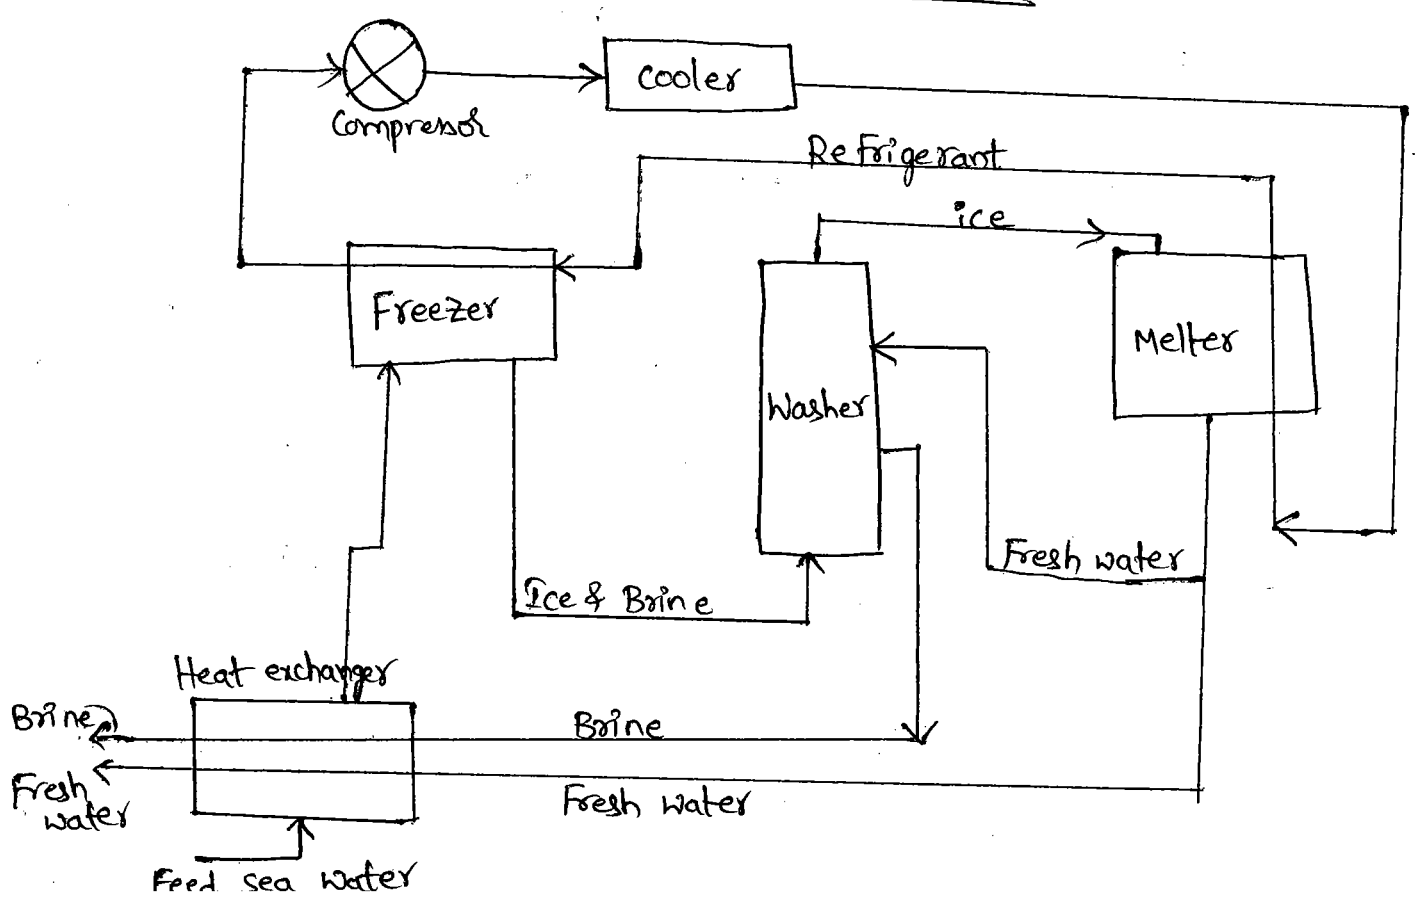 Cooler
Compressor
Refrigerant
ice
Freezer
Melter
Washer
Fresh water
Ice & Brine
Heat exchanger
Brine
Brine
Fresh
water
Fresh water
Feed sea water